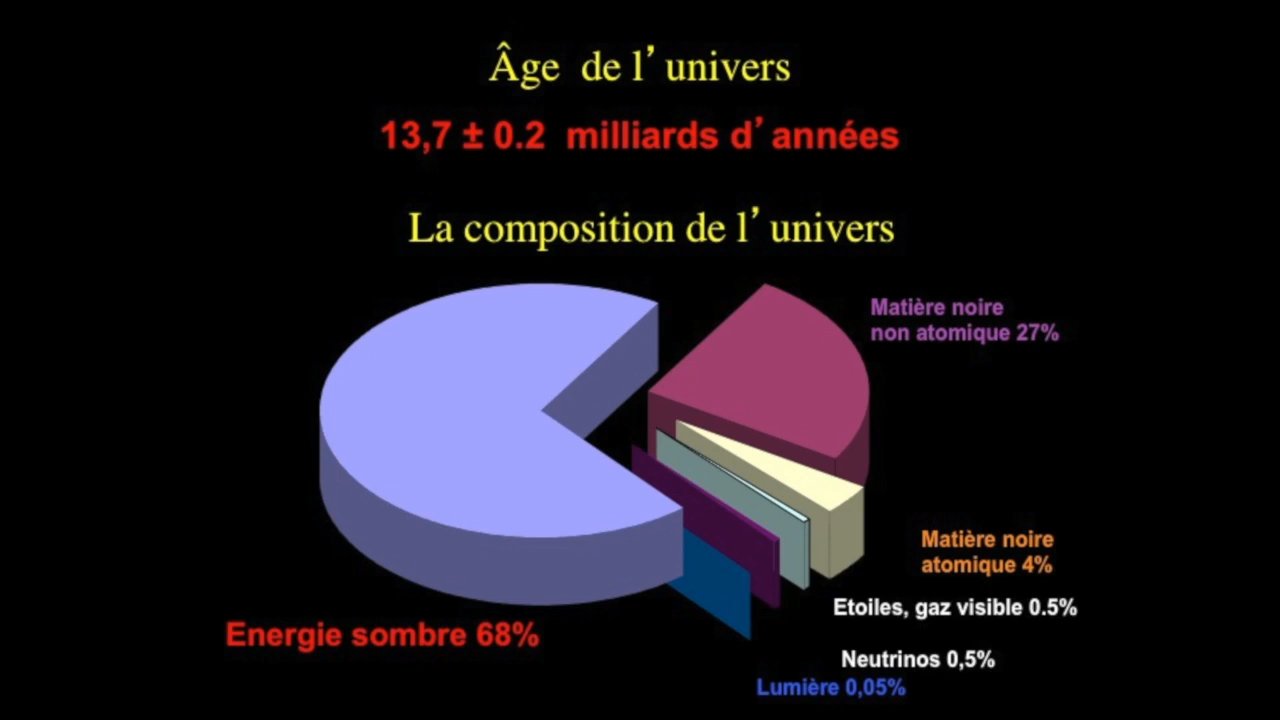 Âge de l’univers
13,7 ± 0.2 milliards d’années
La composition de l’univers
Matière noire
non atomique 27%
Matière noire
atomique 4%
Etoiles, gaz visible 0.5%
Energie sombre 68%
Neutrinos 0,5%
Lumière 0,05%